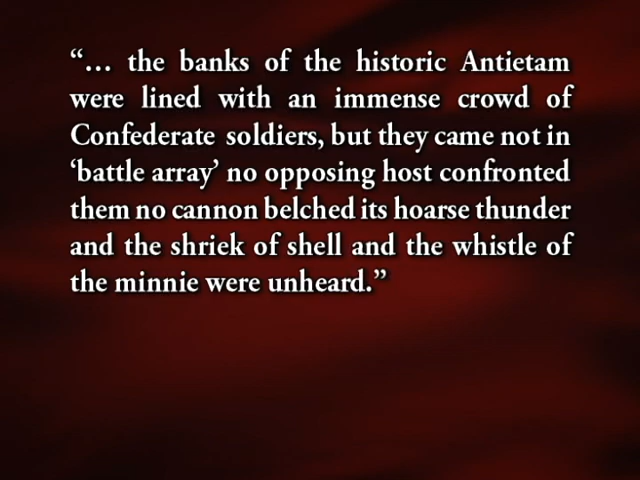 “… the banks of the historic Antietam
were lined with an immense crowd of
Confederate soldiers, but they came not in
‘battle array’ no opposing host confronted
them no cannon belched its hoarse thunder
and the shriek of shell and the whistle of
the minnie were unheard.”